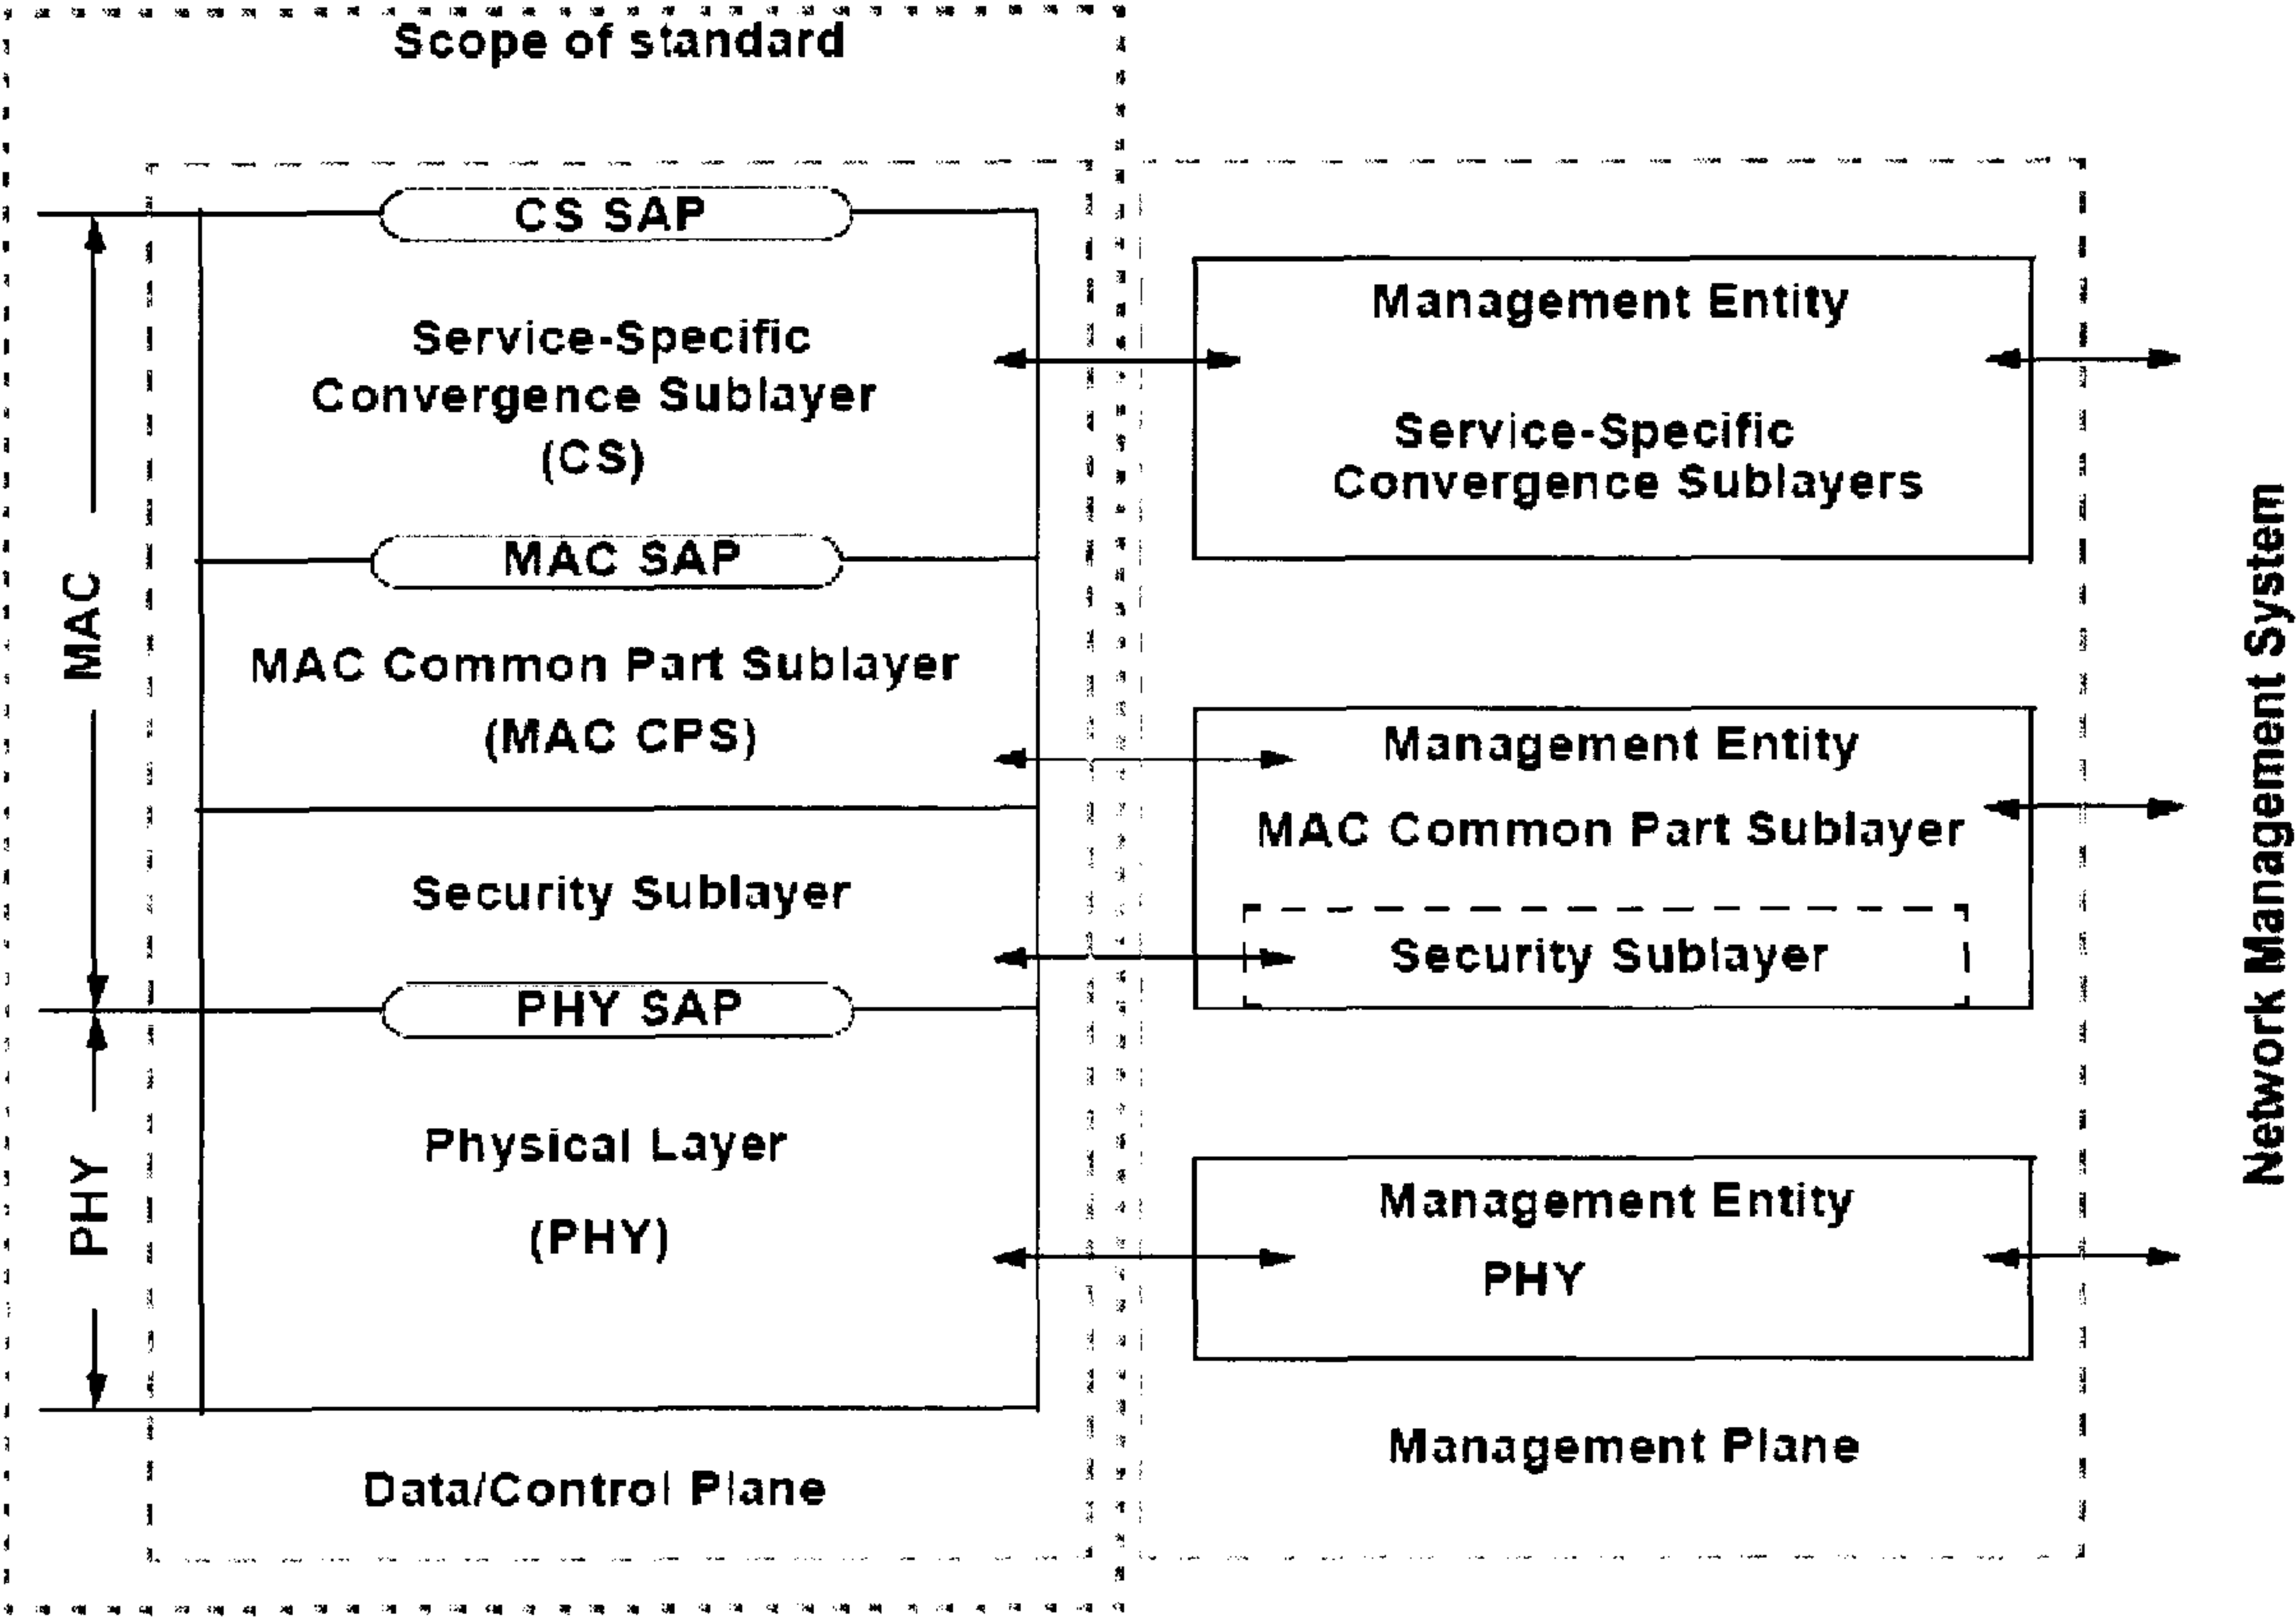 Scope of standard
CS SAP
Service-Specific
Convergence Sublayer
(CS)
MAC SAP
MAC Common Part Sublayer
(MAC CPS)
Security Sublayer
PHY SAP
Physical Layer
(PHY)
Data/Control Plane
MAC
PHY
Management Entity
Service-Specific
Convergence Sublayers
Management Entity
MAC Common Part Sublayer
Security Sublayer
Management Entity
PHY
Management Plane
Network Management System